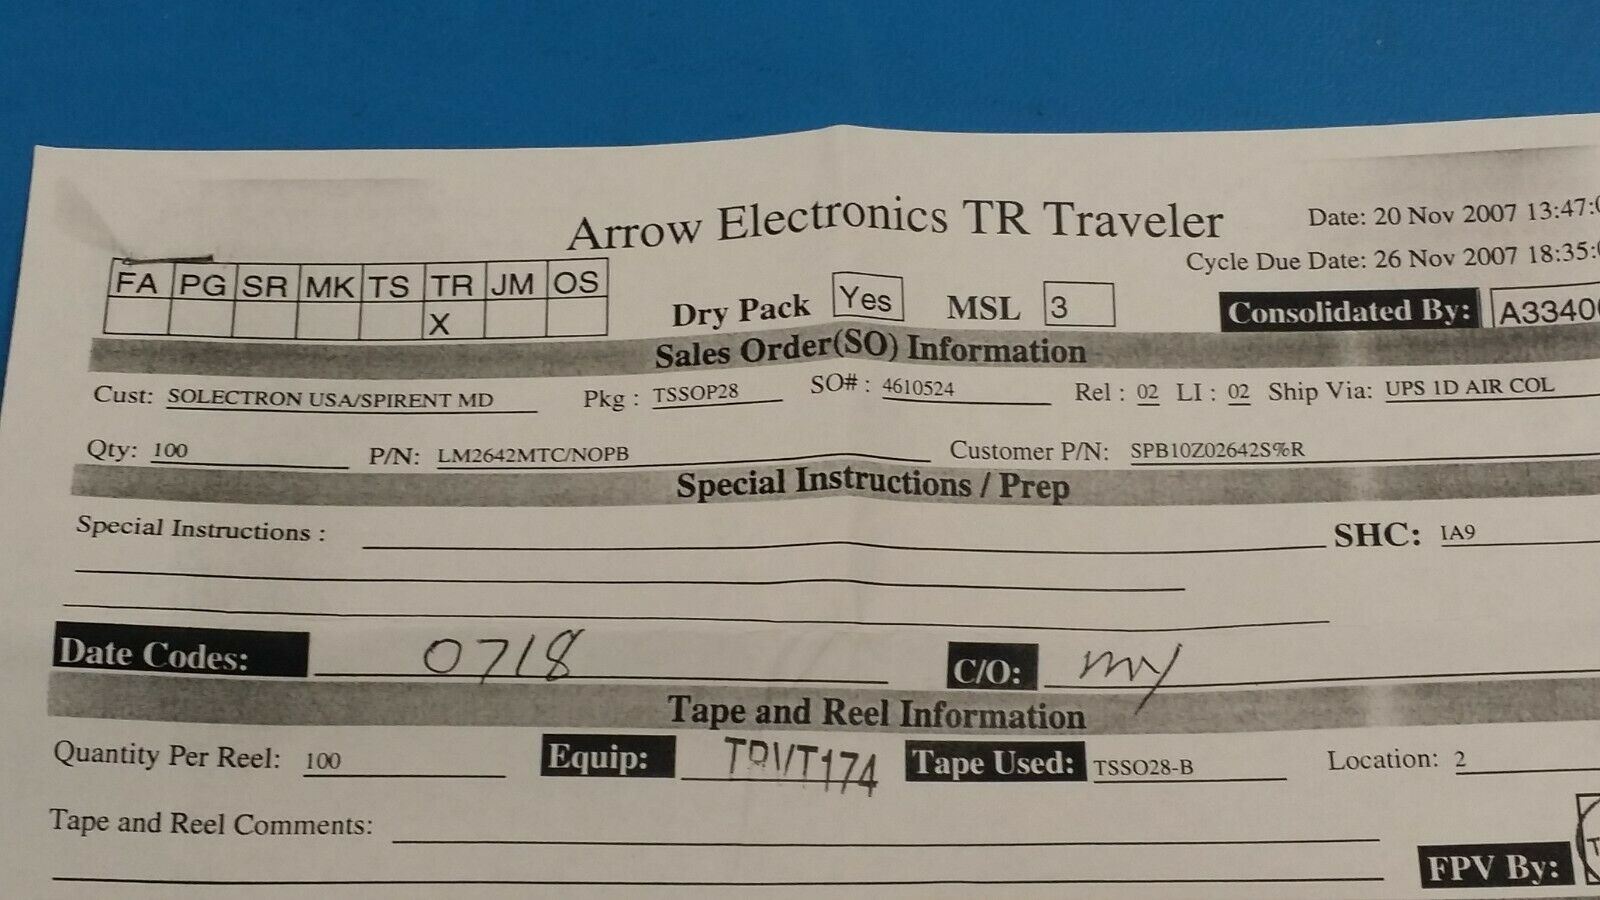 Arrow Electronics TR Traveler
Date: 20 Nov 2007 13:47:
Cycle Due Date: 26 Nov 2007 18:35:
FA PG SR MK TS TR JM OS
X
Dry Pack Yes MSL 3
Consolidated By: A3340
Sales Order(SO) Information
Cust: SOLECTRON USA/SPIRENT MD Pkg : TSSOP28 SO# : 4610524 Rel : 02 LI : 02 Ship Via: UPS 1D AIR COL
Qty: 100 P/N: LM2642MTC/NOPB Customer P/N: SPB10Z02642S%R
Special Instructions / Prep
Special Instructions : SHC: 1A9
Date Codes: 0718 C/O: my
Tape and Reel Information
Quantity Per Reel: 100 Equip: Tape Used: TSSO28-B Location: 2
Tape and Reel Comments:
FPV By: